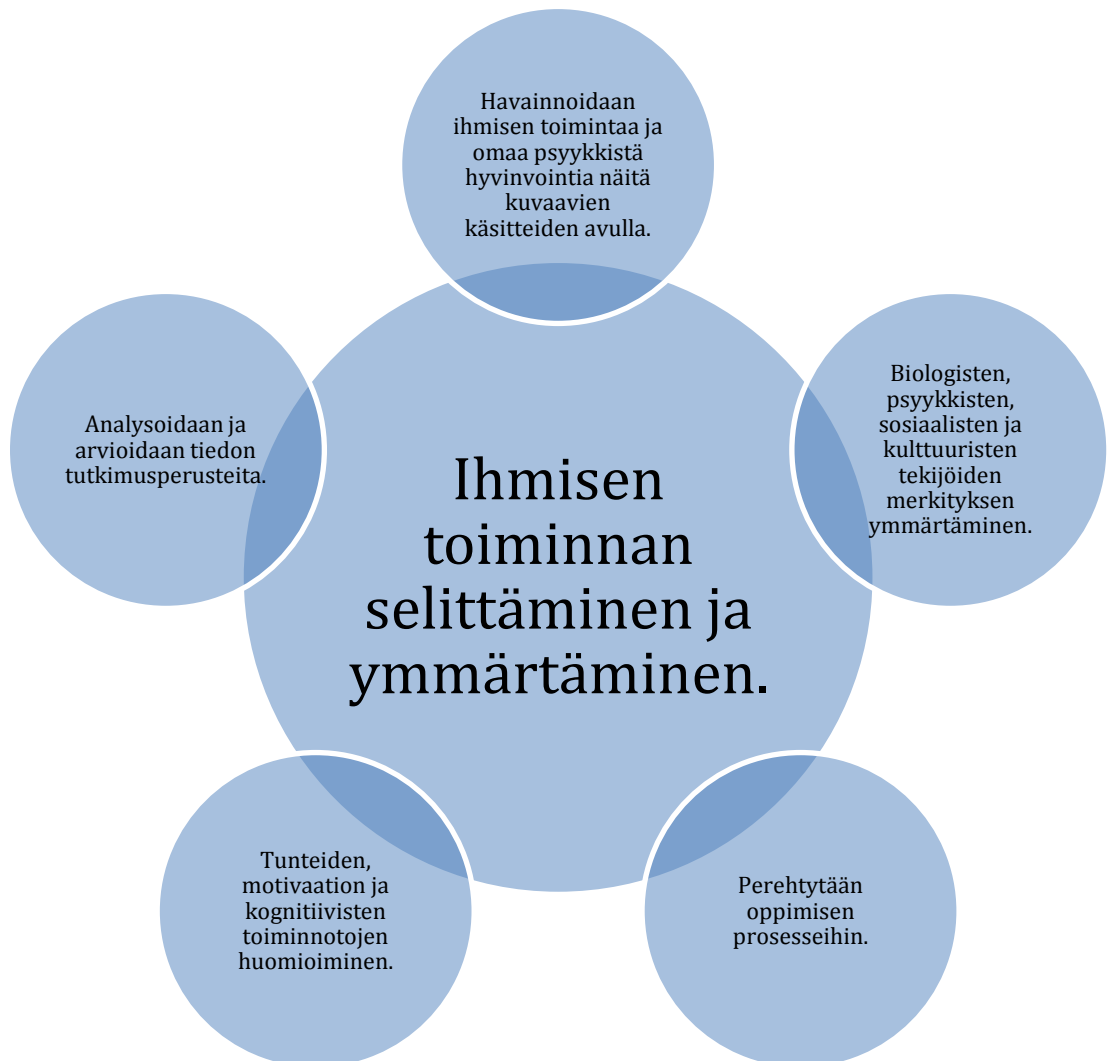 Havainnoidaan
ihmisen toimintaa ja
omaa psyykkistä
hyvinvointia näitä
kuvaavien
käsitteiden avulla.
Biologisten,
psyykkisten,
sosiaalisten ja
kulttuuristen
tekijöiden
merkityksen
ymmärtäminen.
Analysoidaan ja
arvioidaan tiedon
tutkimusperusteita.
Ihmisen
toiminnan
selittäminen ja
ymmärtäminen.
Tunteiden,
motivaation ja
kognitiivisten
toiminnotojen
huomioiminen.
Perehtytään
oppimisen
prosesseihin.